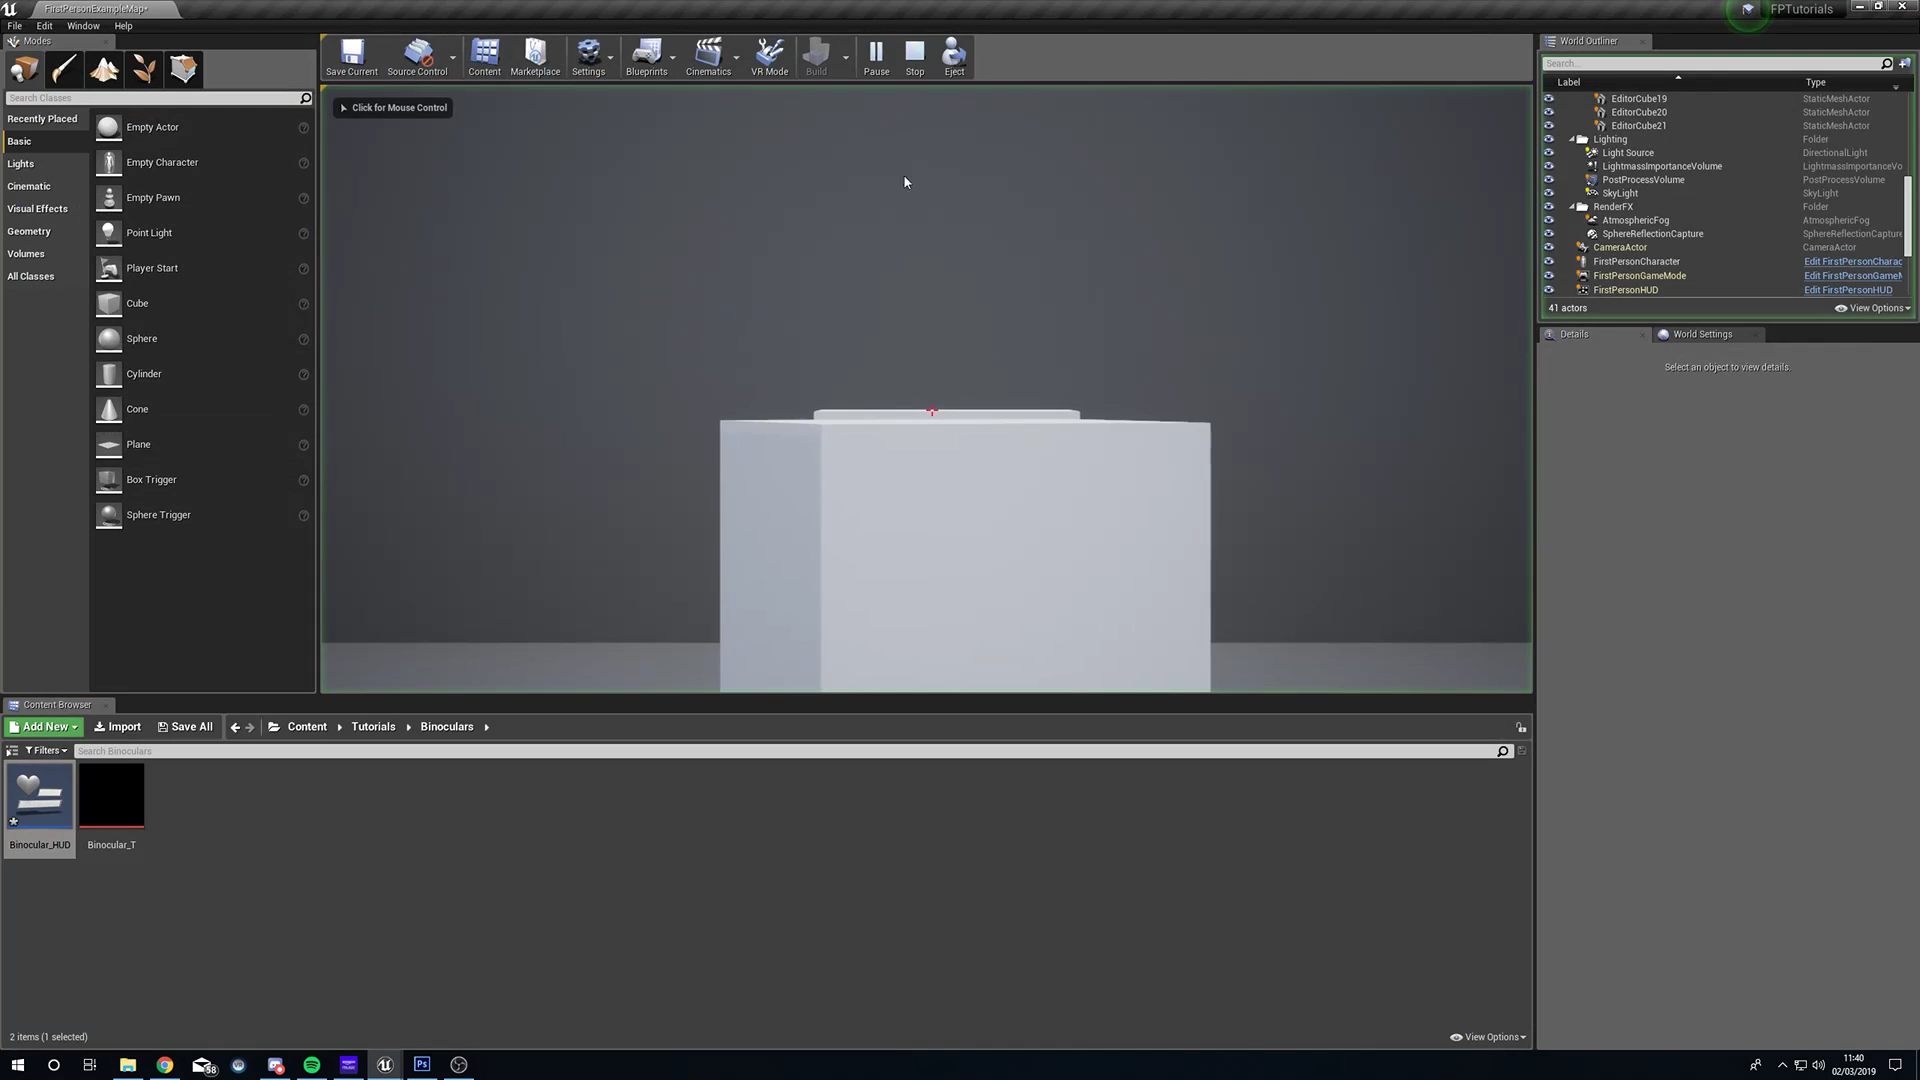 FirstPersonExampleMap*
FPTutorials
File Edit Window Help
Modes
Save Current Source Control Content Marketplace Settings Blueprints Cinematics VR Mode Build Pause Stop Eject
Search Classes
Recently Placed
Basic
Lights
Cinematic
Visual Effects
Geometry
Volumes
All Classes
Empty Actor
Empty Character
Empty Pawn
Point Light
Player Start
Cube
Sphere
Cylinder
Cone
Plane
Box Trigger
Sphere Trigger
Click for Mouse Control
World Outliner
Search...
Label Type
EditorCube19 StaticMeshActor
EditorCube20 StaticMeshActor
EditorCube21 StaticMeshActor
Lighting Folder
Light Source DirectionalLight
LightmassImportanceVolume LightmassImportanceVo
PostProcessVolume PostProcessVolume
SkyLight SkyLight
RenderFX Folder
AtmosphericFog AtmosphericFog
SphereReflectionCapture SphereReflectionCapture
CameraActor CameraActor
FirstPersonCharacter Edit FirstPersonCharac
FirstPersonGameMode Edit FirstPersonGameM
FirstPersonHUD Edit FirstPersonHUD
41 actors View Options
Details World Settings
Select an object to view details.
Content Browser
Add New Import Save All Content Tutorials Binoculars
Filters Search Binoculars
Binocular_HUD Binocular_T
2 items (1 selected) View Options
58
Ps
11:40
02/03/2019